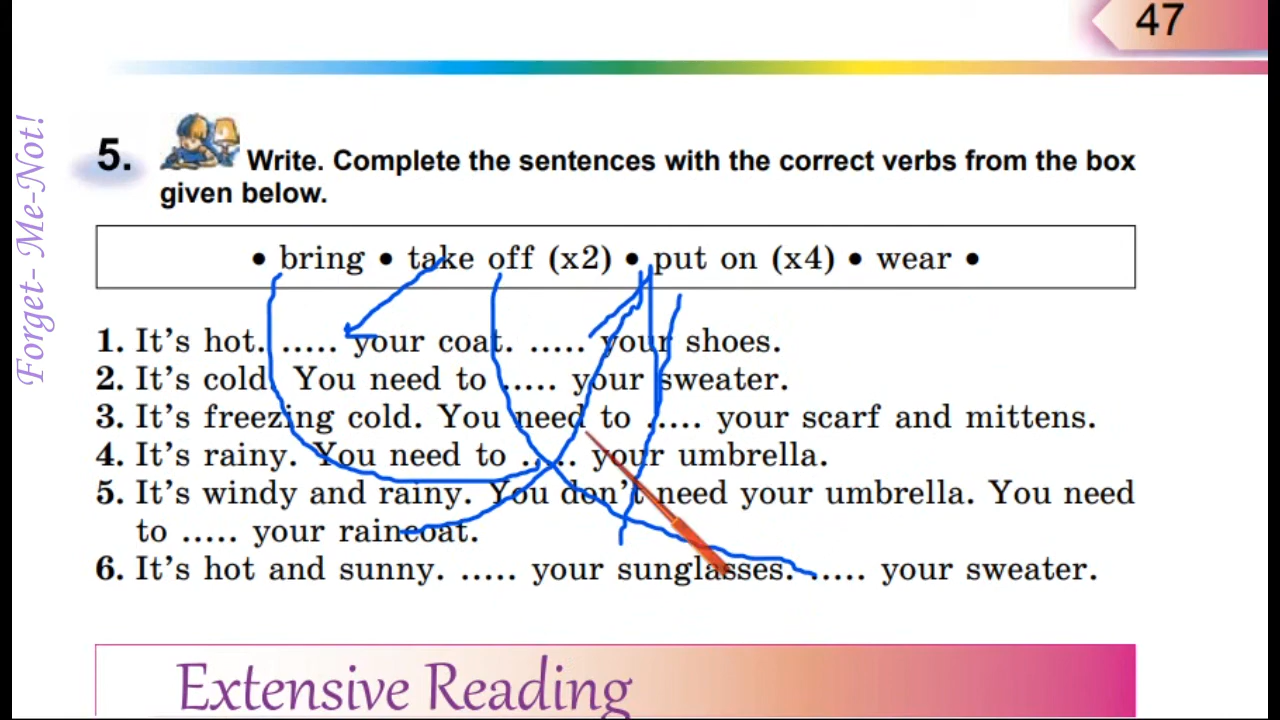 47
Forget- Me-Not!
5. Write. Complete the sentences with the correct verbs from the box
given below.
• bring • take off (x2) • put on (x4) • wear •
1. It's hot. ..... your coat. ..... your shoes.
2. It's cold. You need to ..... your sweater.
3. It's freezing cold. You need to ..... your scarf and mittens.
4. It's rainy. You need to ..... your umbrella.
5. It's windy and rainy. You don't need your umbrella. You need
to ..... your raincoat.
6. It's hot and sunny. ..... your sunglasses. ..... your sweater.
Extensive Reading